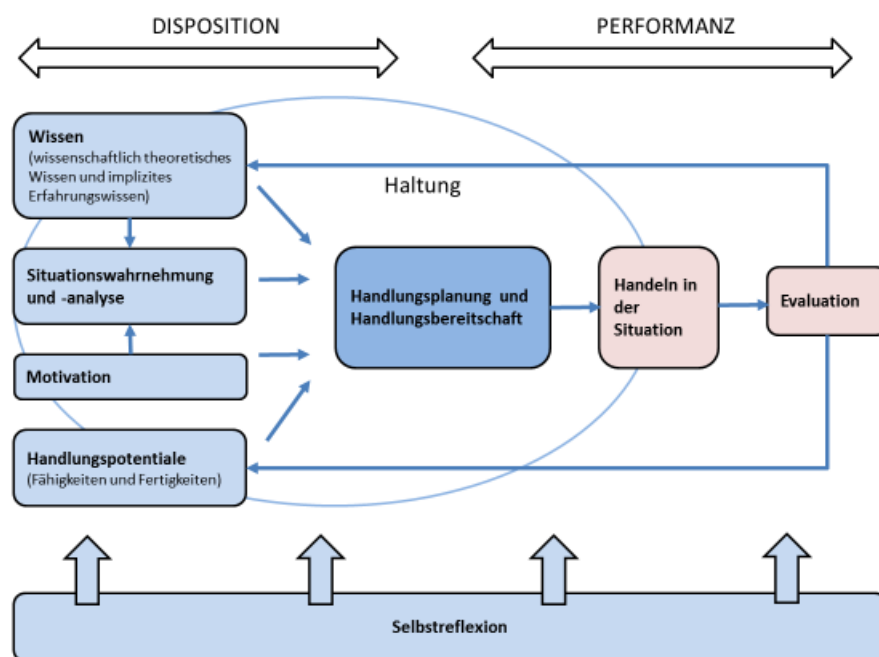 DISPOSITION
PERFORMANZ
Wissen
(wissenschaftlich theoretisches
Wissen und implizites
Erfahrungswissen)
Haltung
Situationswahrnehmung
und -analyse
Handlungsplanung und
Handlungsbereitschaft
Handeln in
der
Situation
Evaluation
Motivation
Handlungspotentiale
(Fähigkeiten und Fertigkeiten)
Selbstreflexion